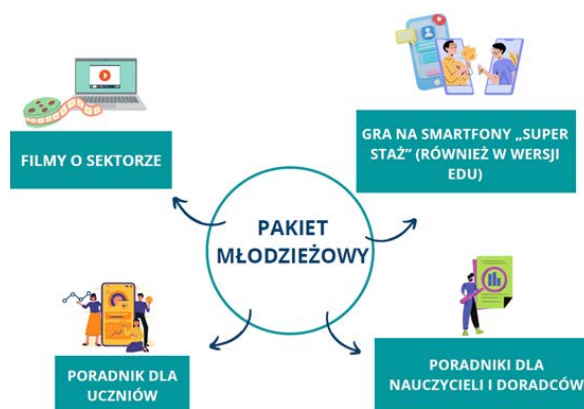 FILMY O SEKTORZE
GRA NA SMARTFONY „SUPER
STAŻ” (RÓWNIEŻ W WERSJI
EDU)
PAKIET
MŁODZIEŻOWY
PORADNIK DLA
UCZNIÓW
PORADNIKI DLA
NAUCZYCIELI I DORADCÓW